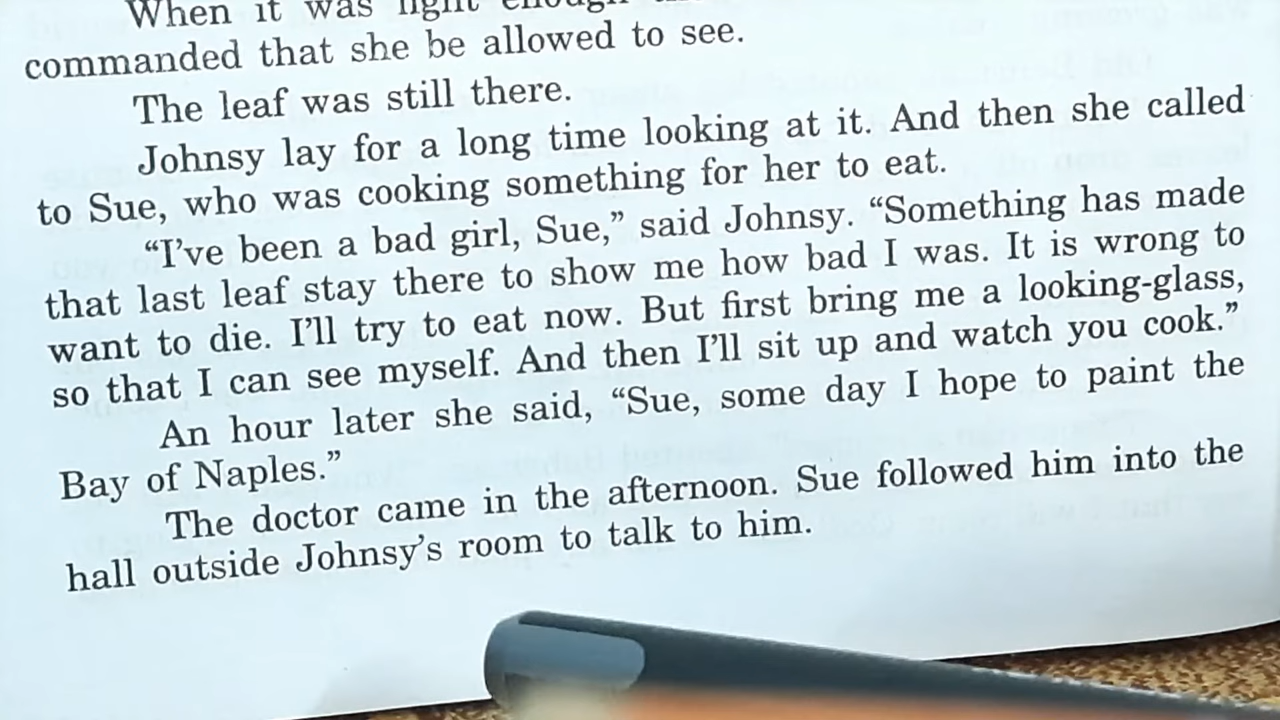 When it was light enough
commanded that she be allowed to see.
The leaf was still there.
Johnsy lay for a long time looking at it. And then she called
to Sue, who was cooking something for her to eat.
“I’ve been a bad girl, Sue,” said Johnsy. “Something has made
that last leaf stay there to show me how bad I was. It is wrong to
want to die. I’ll try to eat now. But first bring me a looking-glass,
so that I can see myself. And then I’ll sit up and watch you cook.”
An hour later she said, “Sue, some day I hope to paint the
Bay of Naples.”
The doctor came in the afternoon. Sue followed him into the
hall outside Johnsy’s room to talk to him.